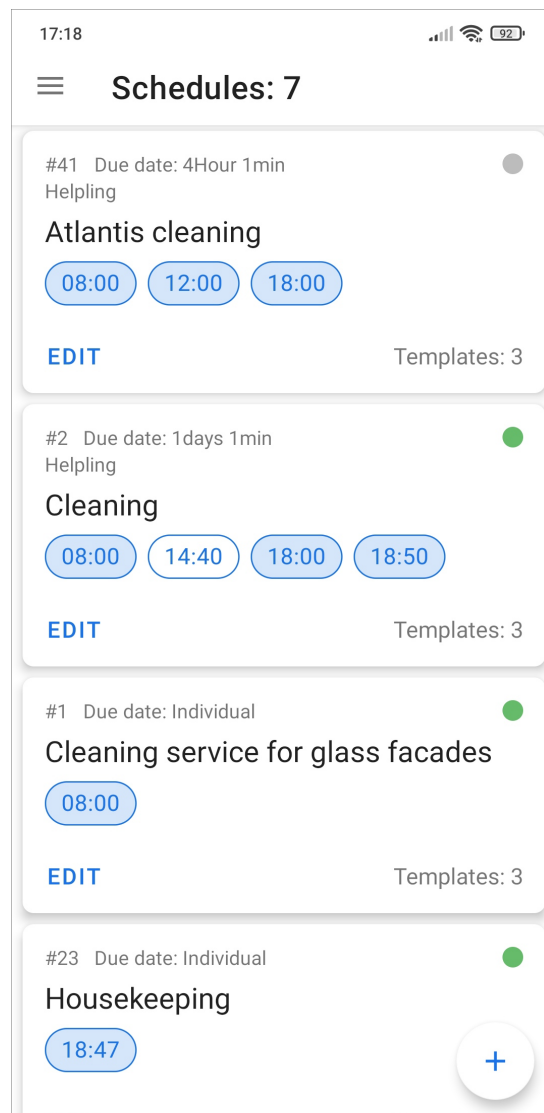 17:18 92
Schedules: 7
#41 Due date: 4Hour 1min
Helpling
Atlantis cleaning
08:00 12:00 18:00
EDIT Templates: 3
#2 Due date: 1days 1min
Helpling
Cleaning
08:00 14:40 18:00 18:50
EDIT Templates: 3
#1 Due date: Individual
Cleaning service for glass facades
08:00
EDIT Templates: 3
#23 Due date: Individual
Housekeeping
18:47
+